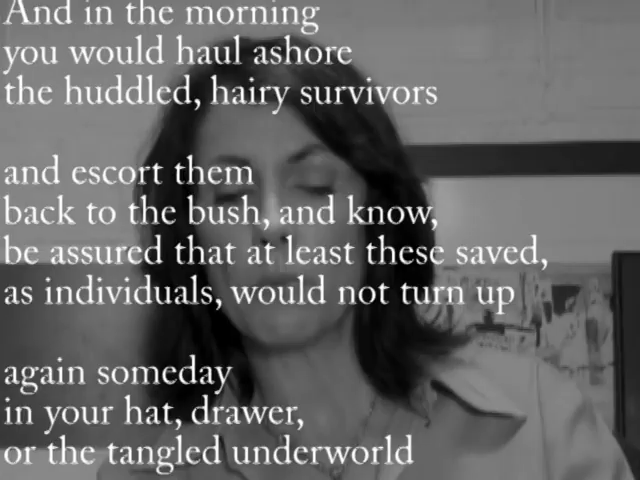 And in the morning
you would haul ashore
the huddled, hairy survivors
and escort them
back to the bush, and know,
be assured that at least these saved,
as individuals, would not turn up
again someday
in your hat, drawer,
or the tangled underworld